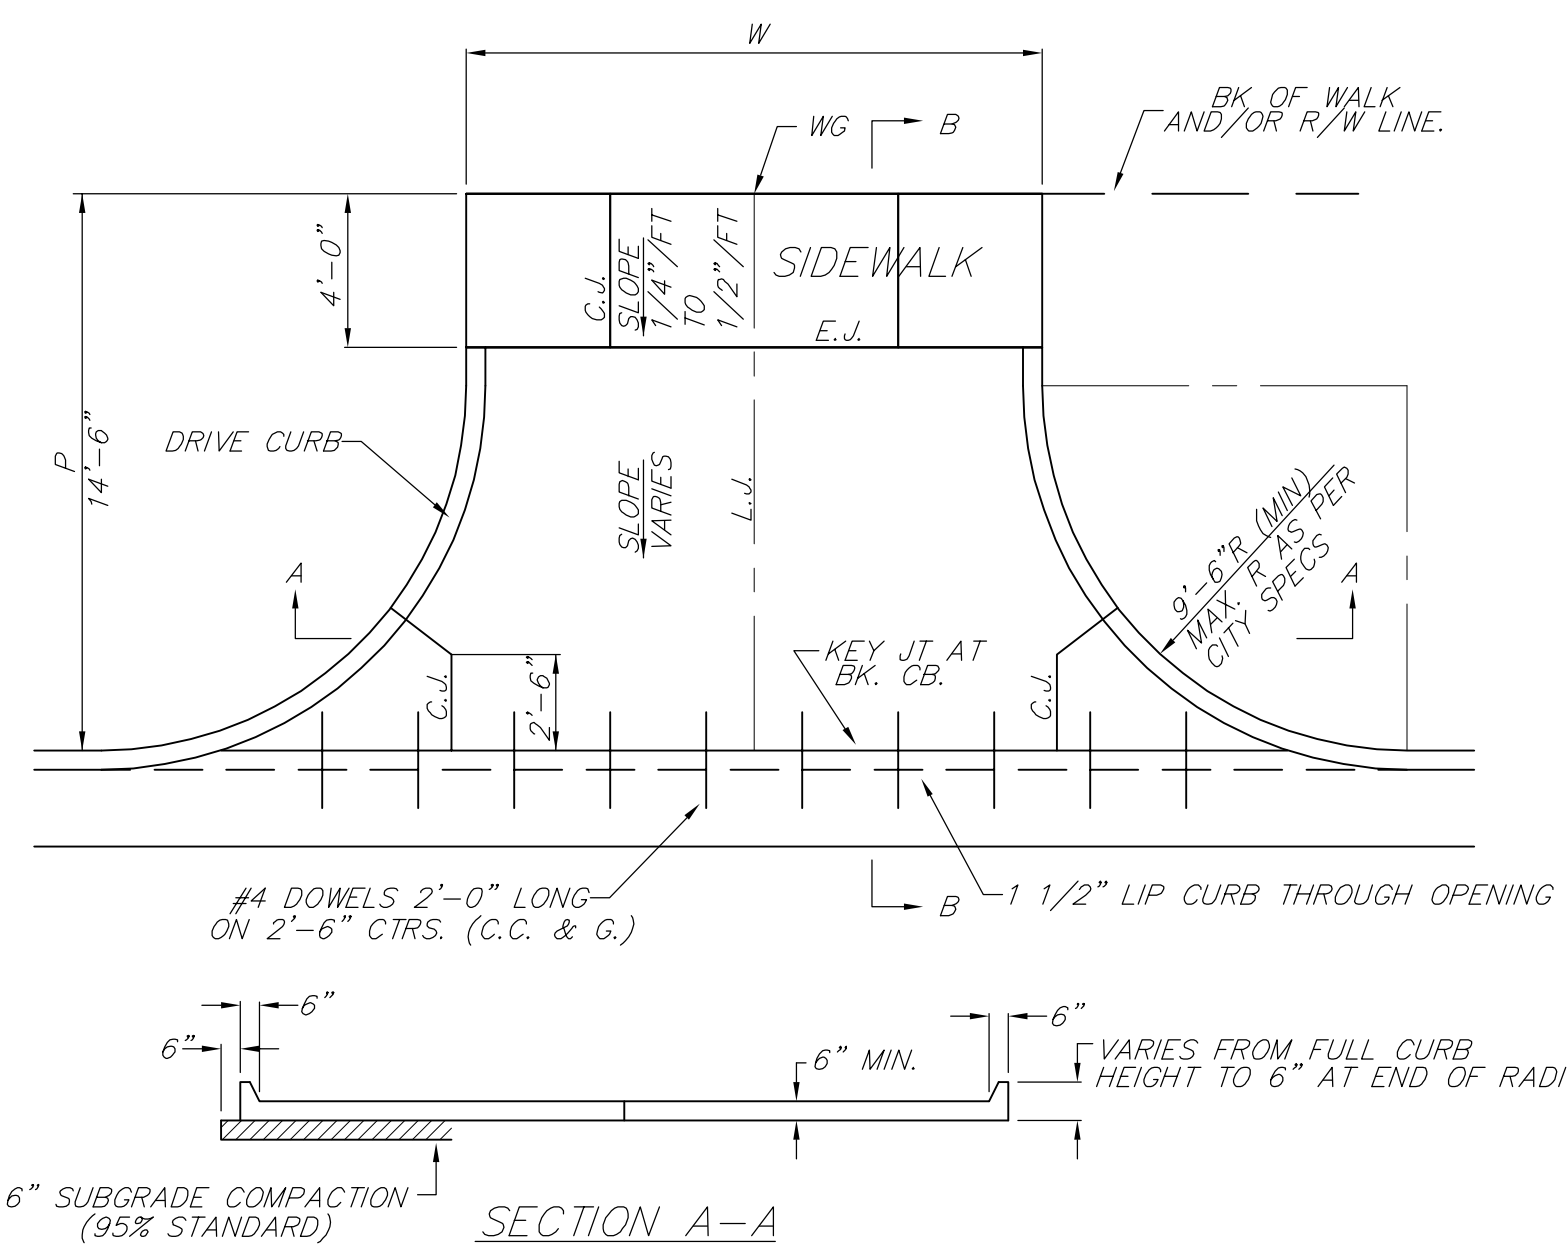 W
BK OF WALK
AND/OR R/W LINE.
WG
B
4'-0"
C.J.
SLOPE
1/4"/FT
TO
1/2"/FT
SIDEWALK
E.J.
P
14'-6"
DRIVE CURB
SLOPE
VARIES
L.J.
9'-6"R (MIN)
MAX. R AS PER
CITY SPECS
A
A
KEY JT AT
BK. CB.
C.J.
2'-6"
C.J.
#4 DOWELS 2'-0" LONG
ON 2'-6" CTRS. (C.C. & G.)
B
1 1/2" LIP CURB THROUGH OPENING
6"
6"
6" MIN.
6"
VARIES FROM FULL CURB
HEIGHT TO 6" AT END OF RADI
6" SUBGRADE COMPACTION
(95% STANDARD)
SECTION A-A